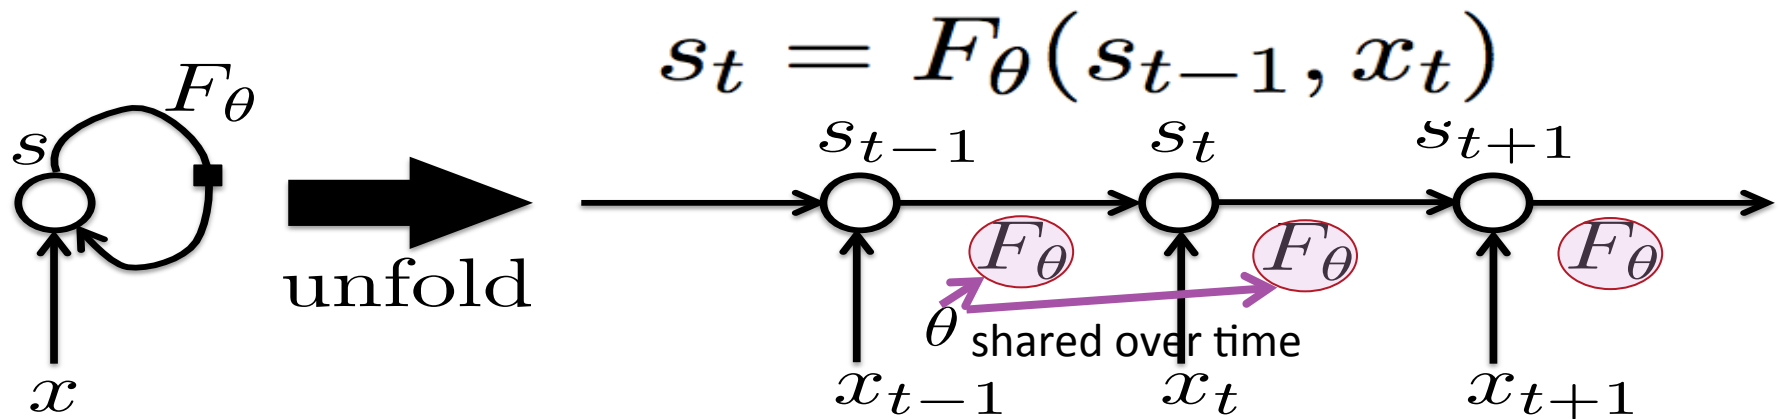 s_t = F_θ(s_{t−1}, x_t)
F_θ
s
s_{t−1} s_t s_{t+1}
F_θ F_θ F_θ
unfold
θ shared over time
x x_{t−1} x_t x_{t+1}